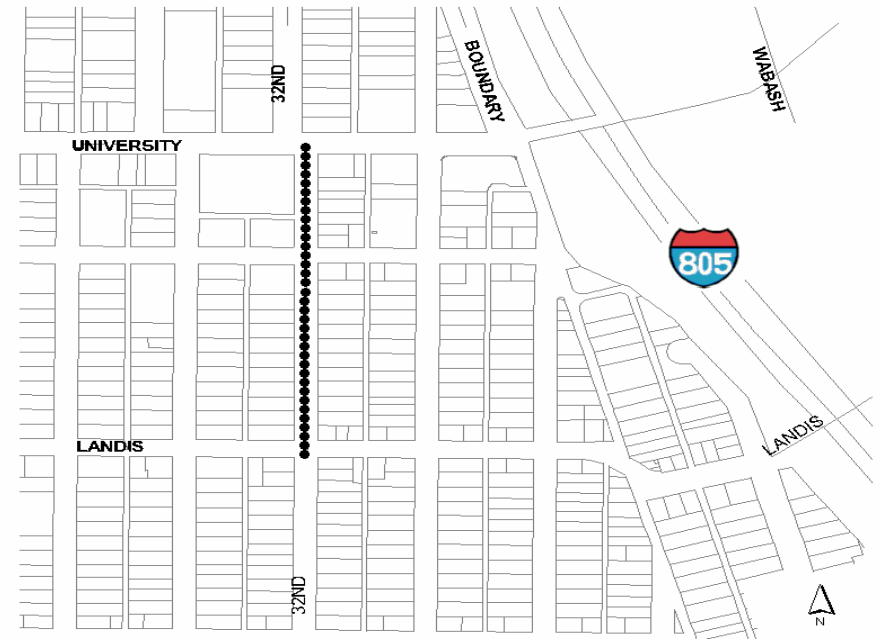 32ND
BOUNDARY
WABASH
UNIVERSITY
805
LANDIS
LANDIS
32ND
N